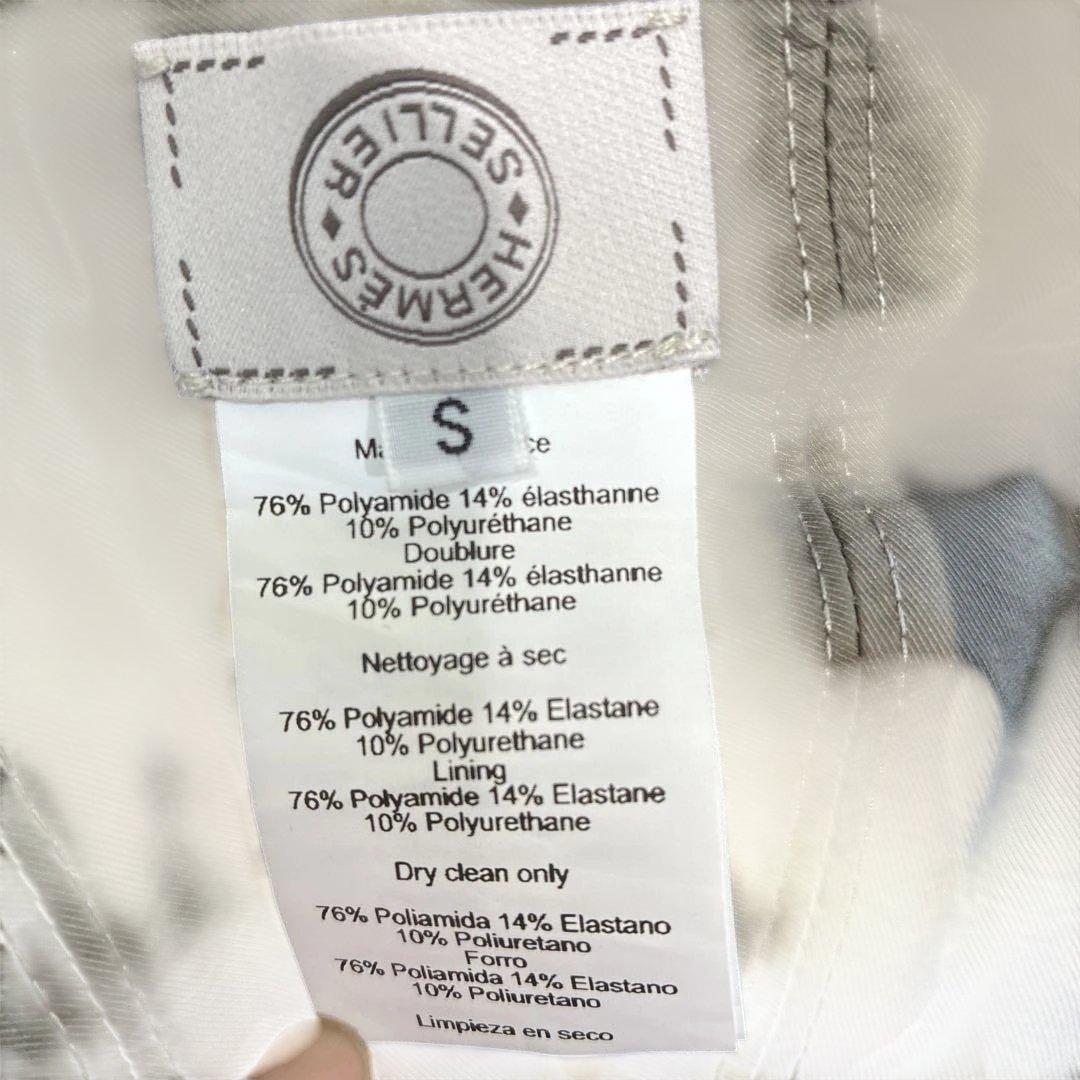 SELLIER
HERMÈS
S
76% Polyamide 14% élasthanne
10% Polyuréthane
Doublure
76% Polyamide 14% élasthanne
10% Polyuréthane
Nettoyage à sec
76% Polyamide 14% Elastane
10% Polyurethane
Lining
76% Polyamide 14% Elastane
10% Polyurethane
Dry clean only
76% Poliamida 14% Elastano
10% Poliuretano
Forro
76% Poliamida 14% Elastano
10% Poliuretano
Limpieza en seco